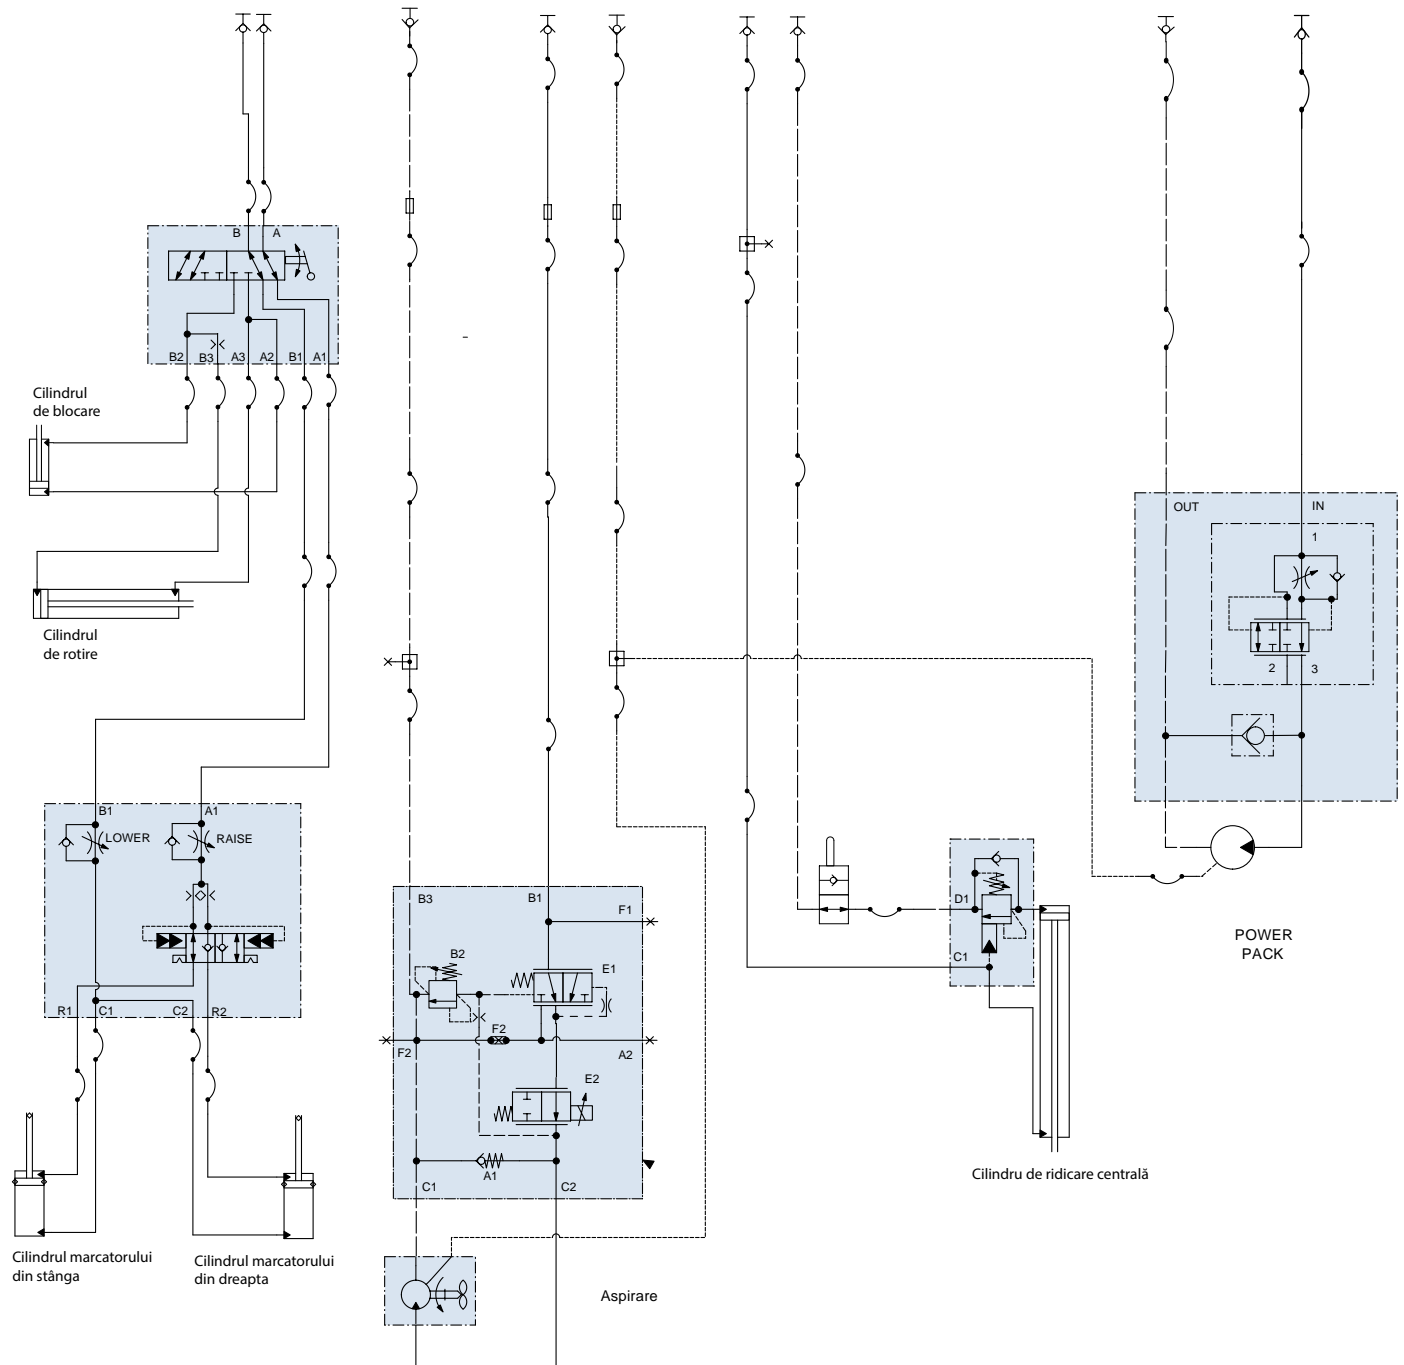 B A
B2 B3 A3 A2 B1 A1
Cilindrul
de blocare
Cilindrul
de rotire
B1 A1
LOWER RAISE
R1 C1 C2 R2
Cilindrul marcatorului
din stânga
Cilindrul marcatorului
din dreapta
B3 B1
F1
B2 E1
F2
F2 A2
E2
A1
C1 C2
Aspirare
D1
C1
Cilindru de ridicare centrală
OUT IN
1
2 3
POWER
PACK